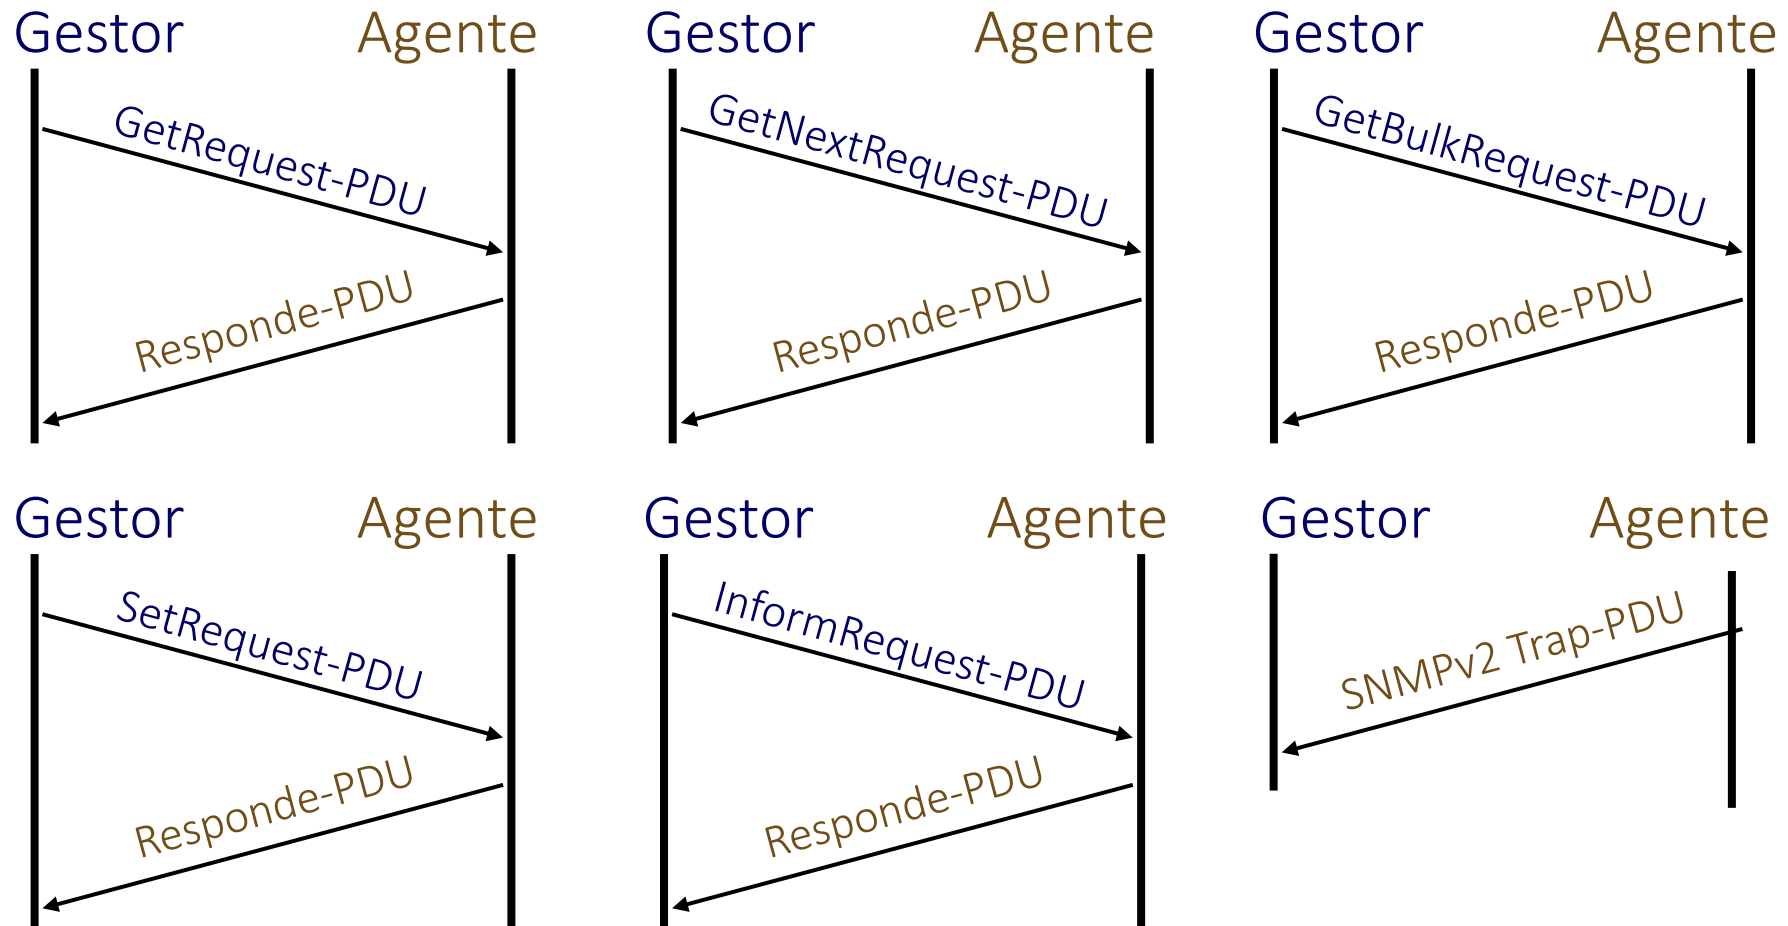 Gestor Agente
GetRequest-PDU
Responde-PDU
Gestor Agente
GetNextRequest-PDU
Responde-PDU
Gestor Agente
GetBulkRequest-PDU
Responde-PDU
Gestor Agente
SetRequest-PDU
Responde-PDU
Gestor Agente
InformRequest-PDU
Responde-PDU
Gestor Agente
SNMPv2 Trap-PDU